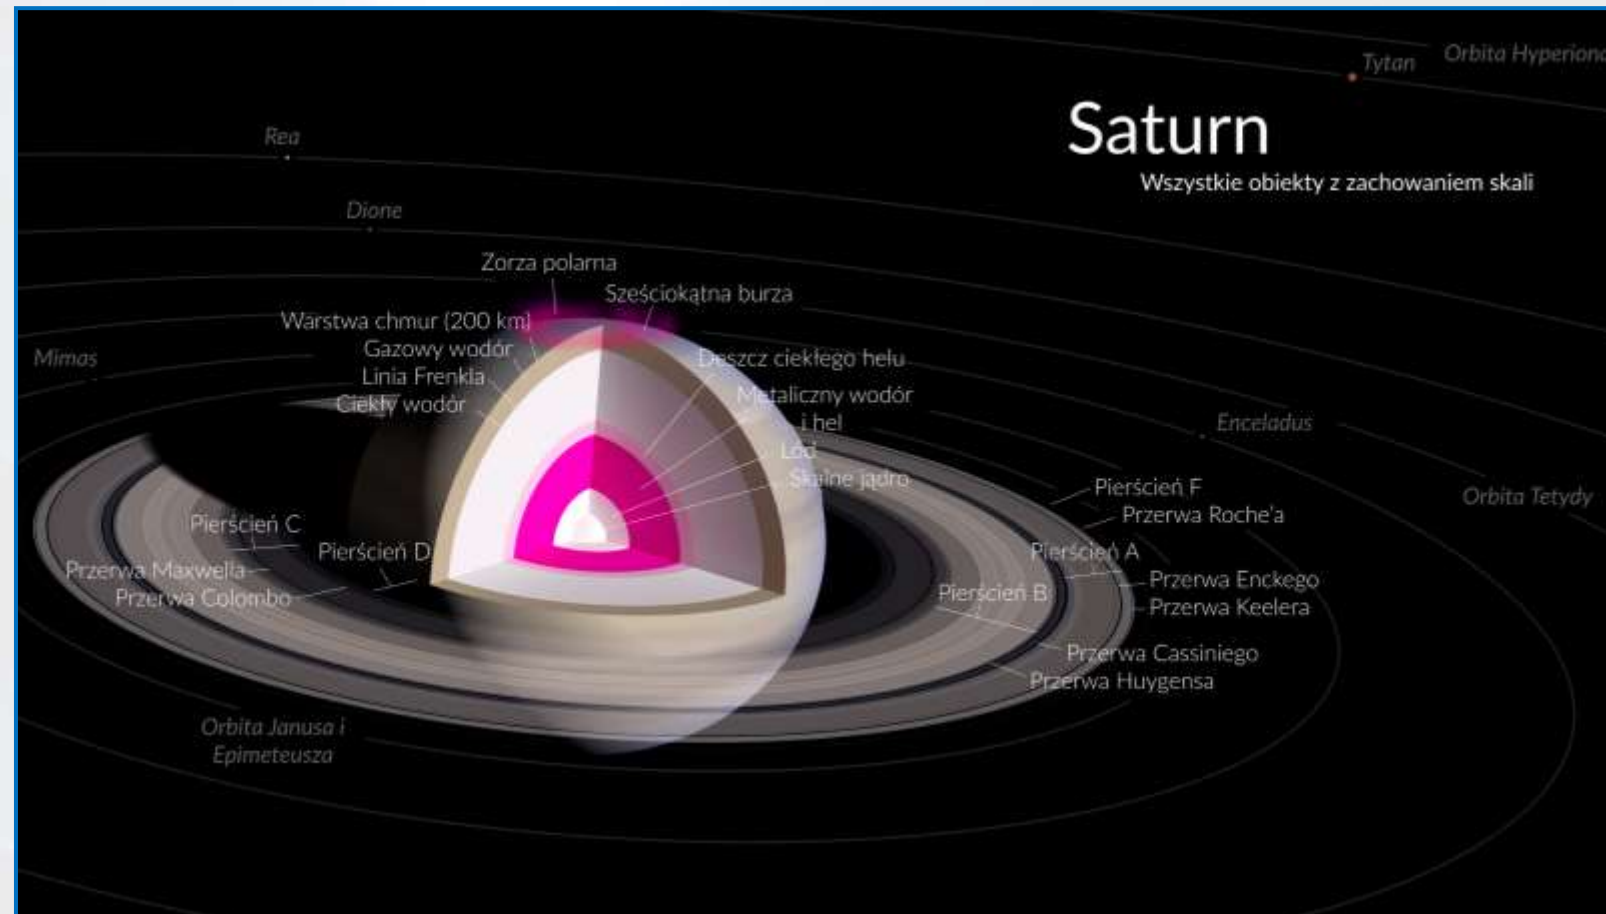 Tytan
Orbita Hyperiona
Saturn
Wszystkie obiekty z zachowaniem skali
Rea
Dione
Zorza polarna
Sześciokątna burza
Warstwa chmur (200 km)
Gazowy wodór
Linia Frenkla
Ciekły wodór
Mimas
Deszcz ciekłego helu
Metaliczny wodór
i hel
Lód
Skalne jądro
Enceladus
Orbita Tetydy
Pierścień F
Przerwa Roche'a
Pierścień A
Przerwa Enckego
Pierścień B
Przerwa Keelera
Przerwa Cassiniego
Przerwa Huygensa
Pierścień C
Pierścień D
Przerwa Maxwella
Przerwa Colombo
Orbita Janusa i
Epimeteusza